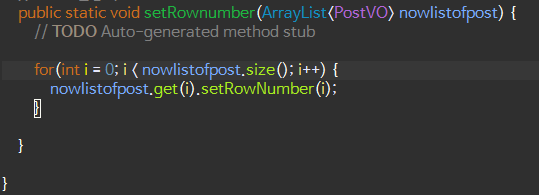 public static void setRownumber(ArrayList<PostVO> nowlistofpost) {
// TODO Auto-generated method stub
for(int i = 0; i < nowlistofpost.size(); i++) {
nowlistofpost.get(i).setRowNumber(i);
}
}
}